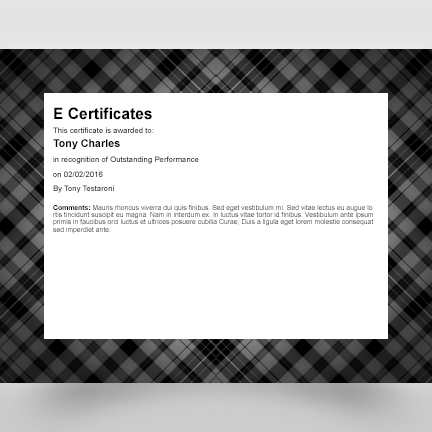 E Certificates
This certificate is awarded to:
Tony Charles
in recognition of Outstanding Performance
on 02/02/2016
By Tony Testaroni
Comments: Mauris rhoncus viverra dui quis finibus. Sed eget vestibulum mi. Sed vitae lectus eu augue lo
rtis tincidunt suscipit eu magna. Nam in interdum ex. In luctus vitae tortor id finibus. Vestibulum ante ipsum
primis in faucibus orci luctus et ultrices posuere cubilia Curae; Duis a ligula eget lorem molestie consequat
sed imperdiet ante.